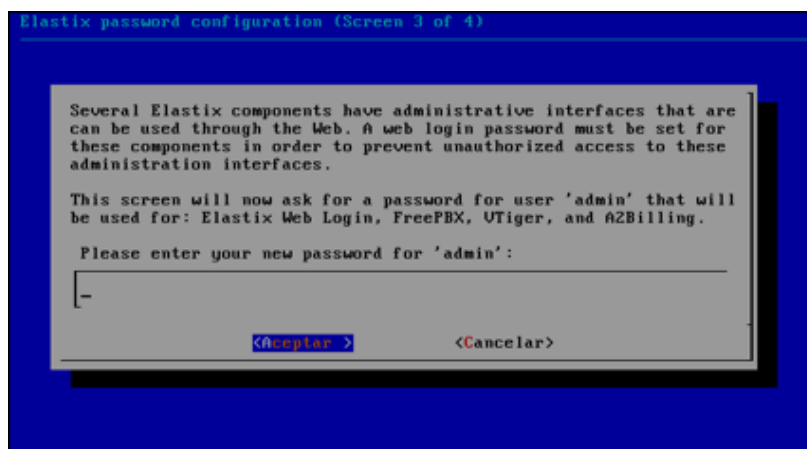 Elastix password configuration (Screen 3 of 4)
Several Elastix components have administrative interfaces that are
can be used through the Web. A web login password must be set for
these components in order to prevent unauthorized access to these
administration interfaces.
This screen will now ask for a password for user 'admin' that will
be used for: Elastix Web Login, FreePBX, VTiger, and A2Billing.
Please enter your new password for 'admin':
<Aceptar > <Cancelar>